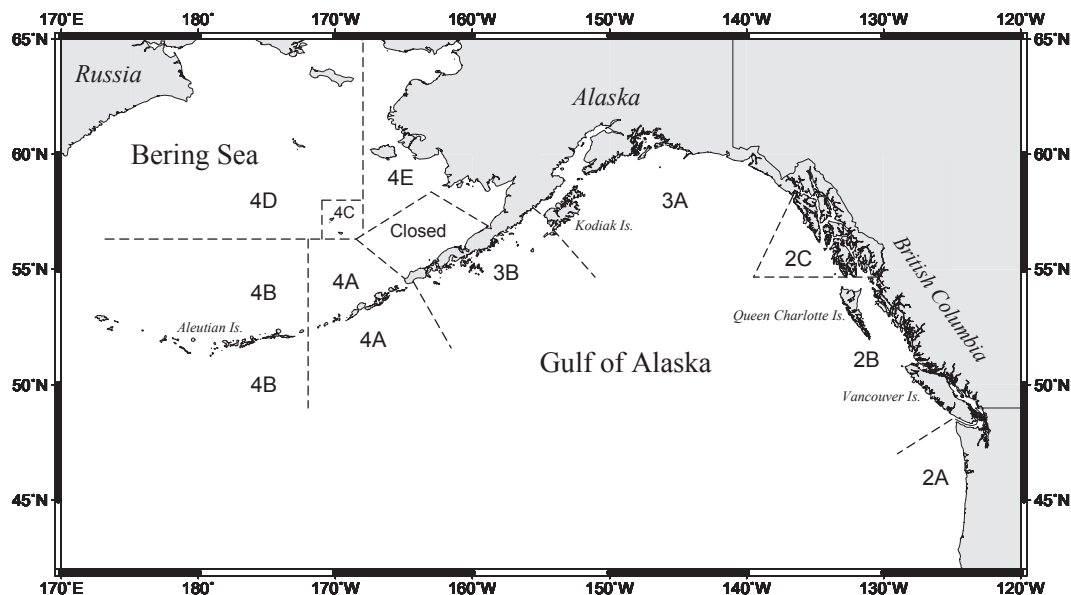 170˚E 180˚ 170˚W 160˚W 150˚W 140˚W 130˚W 120˚W
65˚N 65˚N
Russia
Alaska
Bering Sea
60˚N 60˚N
4E
4D
4C
3A
Closed
Kodiak Is.
British Columbia
2C
55˚N 55˚N
3B
4A
4B
Queen Charlotte Is.
Aleutian Is.
4A
2B
Gulf of Alaska
50˚N 50˚N
4B
Vancouver Is.
2A
45˚N 45˚N
170˚E 180˚ 170˚W 160˚W 150˚W 140˚W 130˚W 120˚W